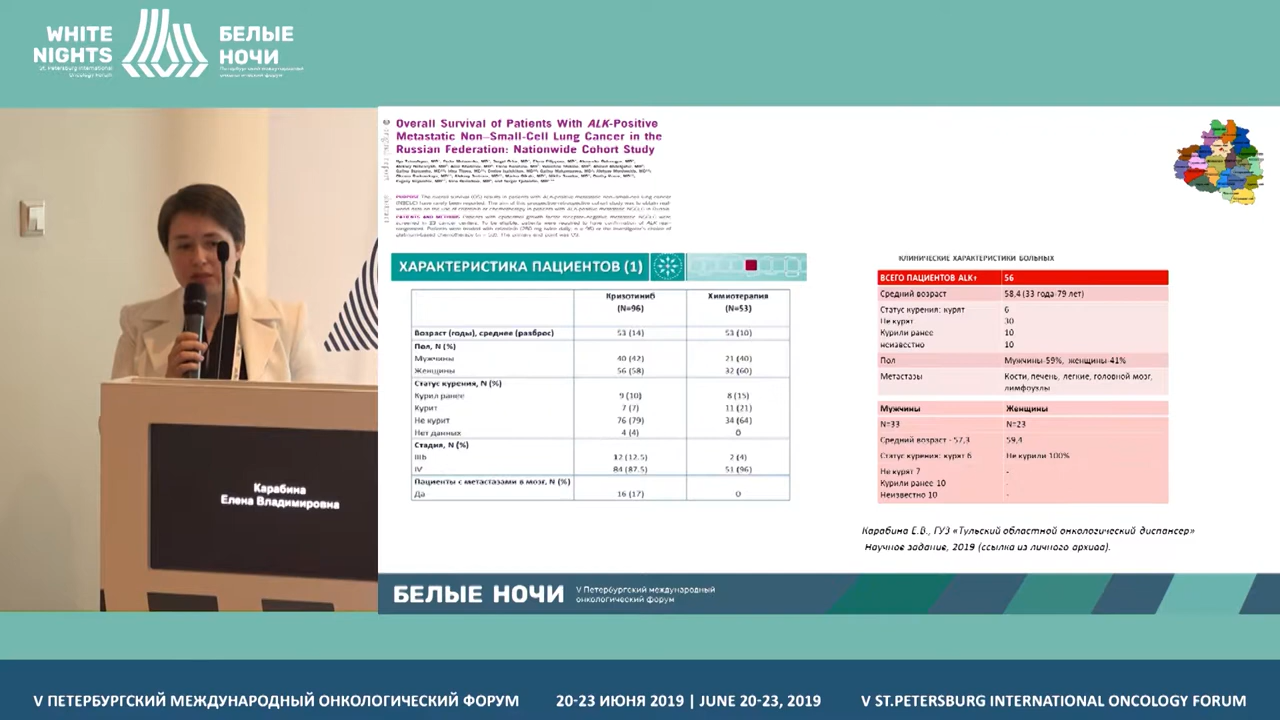 WHITE
NIGHTS
St. Petersburg International
Oncology Forum
БЕЛЫЕ
НОЧИ
Петербургский международный
онкологический форум
Overall Survival of Patients With ALK-Positive
Metastatic Non–Small-Cell Lung Cancer in the
Russian Federation: Nationwide Cohort Study
ХАРАКТЕРИСТИКА ПАЦИЕНТОВ (1)
Кризотиниб Химиотерапия
(N=96) (N=53)
Возраст (годы), среднее (разброс) 53 (14) 53 (10)
Пол, N (%)
Мужчины 40 (42) 21 (40)
Женщины 56 (58) 32 (60)
Статус курения, N (%)
Курил ранее 9 (10) 8 (15)
Курит 7 (7) 11 (21)
Не курит 76 (79) 34 (64)
Нет данных 4 (4) 0
Стадия, N (%)
IIIb 12 (12.5) 2 (4)
IV 84 (87.5) 51 (96)
Пациенты с метастазами в мозг, N (%)
Да 16 (17) 0
КЛИНИЧЕСКИЕ ХАРАКТЕРИСТИКИ БОЛЬНЫХ
ВСЕГО ПАЦИЕНТОВ ALK+ 56
Средний возраст 58,4 (33 года-79 лет)
Статус курения: курят 6
Не курят 30
Курили ранее 10
неизвестно 10
Пол Мужчины-59%, женщины-41%
Метастазы Кости, печень, легкие, головной мозг,
лимфоузлы
Мужчины Женщины
N=33 N=23
Средний возраст - 57,3 59,4
Статус курения: курят 6 Не курили 100%
Не курят 7 -
Курили ранее 10 -
Неизвестно 10 -
Карабина Е.В., ГУЗ «Тульский областной онкологический диспансер»
Научное задание, 2019 (ссылка из личного архива).
Карабина
Елена Владимировна
БЕЛЫЕ НОЧИ
V Петербургский международный
онкологический форум
V ПЕТЕРБУРГСКИЙ МЕЖДУНАРОДНЫЙ ОНКОЛОГИЧЕСКИЙ ФОРУМ 20-23 ИЮНЯ 2019 | JUNE 20-23, 2019 V ST.PETERSBURG INTERNATIONAL ONCOLOGY FORUM